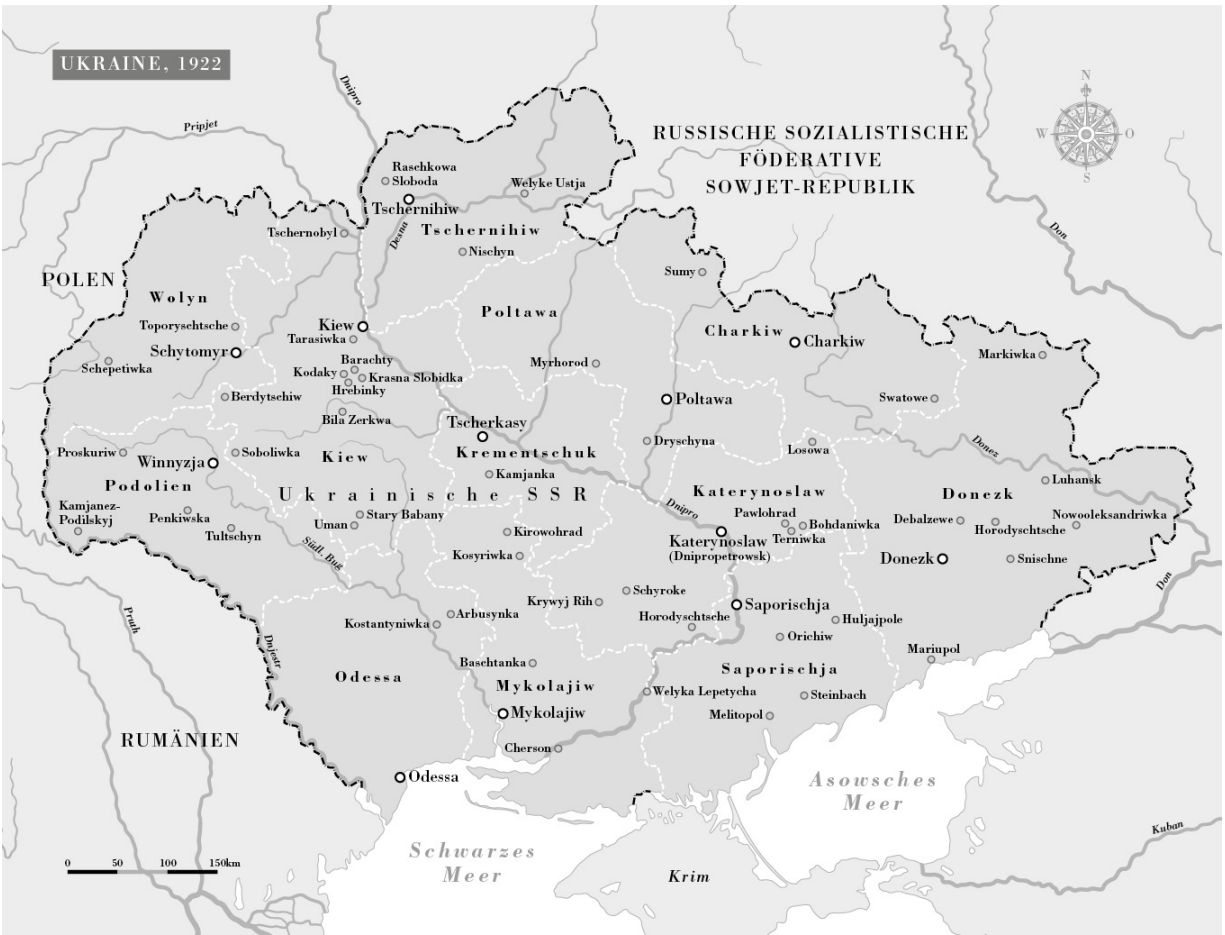 UKRAINE, 1922
Dnipro
Pripjet
N
W
O
S
RUSSISCHE SOZIALISTISCHE
FÖDERATIVE
SOWJET-REPUBLIK
Raschkowa
Sloboda
Welyke Ustja
Tschernihiw
Tschernobyl
Desna
Tschernihiw
Nischyn
Don
POLEN
Sumy
Wolyn
Poltawa
Toporyschtsche
Kiew
Tarasiwka
Charkiw
Charkiw
Schytomyr
Schepetiwka
Barachty
Kodaky
Krasna Slobidka
Hrebinky
Myrhorod
Markiwka
Berdytschiw
Bila Zerkwa
Poltawa
Swatowe
Tscherkasy
Proskuriw
Winnyzja
Soboliwka
Kiew
Krementschuk
Dryschyna
Losowa
Donez
Kamjanka
Podolien
Ukrainische SSR
Katerynoslaw
Donezk
Luhansk
Kamjanez-
Podilskyj
Penkiwska
Tultschyn
Stary Babany
Uman
Dnipro
Pawlohrad
Bohdaniwka
Terniwka
Debalzewe
Horodyschtsche
Nowooleksandriwka
Kirowohrad
Katerynoslaw
(Dnipropetrowsk)
Südl. Bug
Kosyriwka
Donezk
Snischne
Don
Pruth
Schyroke
Krywyj Rih
Saporischja
Arbusynka
Kostantyniwka
Horodyschtsche
Huljajpole
Orichiw
Dnjestr
Mariupol
Baschtanka
Saporischja
Odessa
Mykolajiw
Welyka Lepetycha
Steinbach
Mykolajiw
Melitopol
RUMÄNIEN
Cherson
Odessa
Asowsches
Meer
Kuban
Schwarzes
Meer
Krim
0 50 100 150km